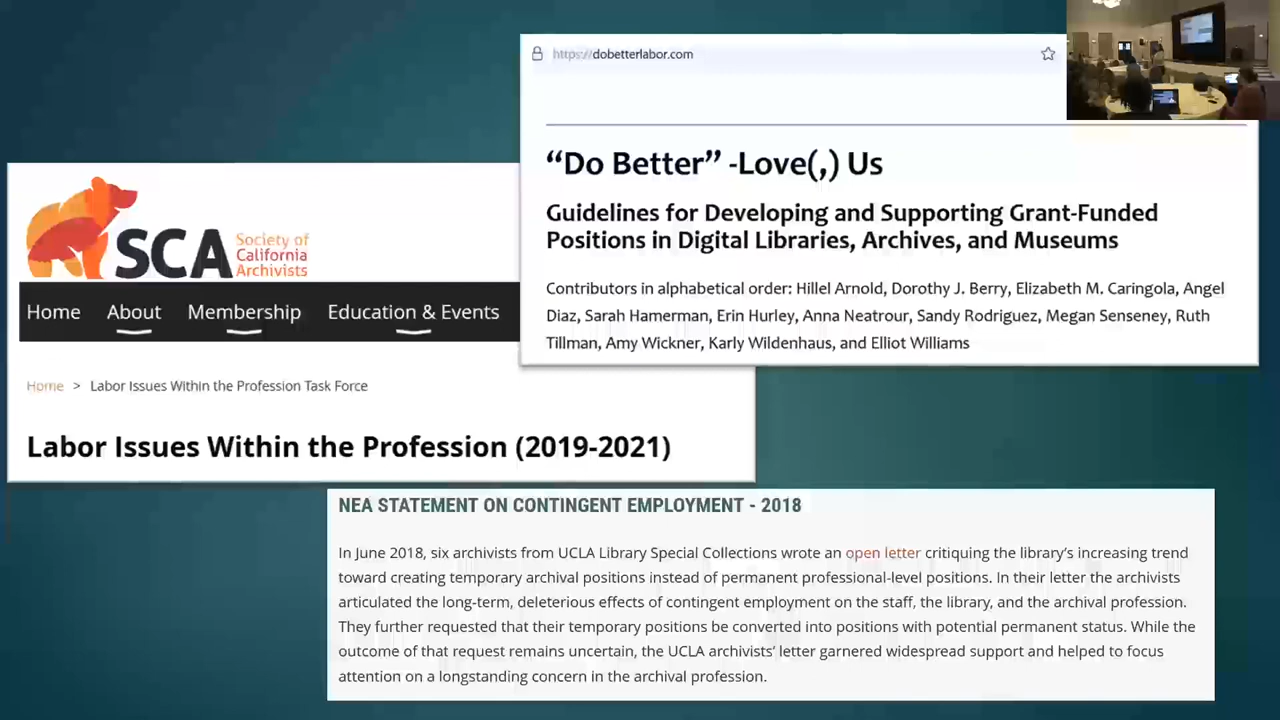 https://dobetterlabor.com
“Do Better” -Love(,) Us
Guidelines for Developing and Supporting Grant-Funded
Positions in Digital Libraries, Archives, and Museums
Contributors in alphabetical order: Hillel Arnold, Dorothy J. Berry, Elizabeth M. Caringola, Angel
Diaz, Sarah Hamerman, Erin Hurley, Anna Neatrour, Sandy Rodriguez, Megan Senseney, Ruth
Tillman, Amy Wickner, Karly Wildenhaus, and Elliot Williams
SCA
Society of
California
Archivists
Home About Membership Education & Events
Home > Labor Issues Within the Profession Task Force
Labor Issues Within the Profession (2019-2021)
NEA STATEMENT ON CONTINGENT EMPLOYMENT - 2018
In June 2018, six archivists from UCLA Library Special Collections wrote an open letter critiquing the library’s increasing trend
toward creating temporary archival positions instead of permanent professional-level positions. In their letter the archivists
articulated the long-term, deleterious effects of contingent employment on the staff, the library, and the archival profession.
They further requested that their temporary positions be converted into positions with potential permanent status. While the
outcome of that request remains uncertain, the UCLA archivists’ letter garnered widespread support and helped to focus
attention on a longstanding concern in the archival profession.